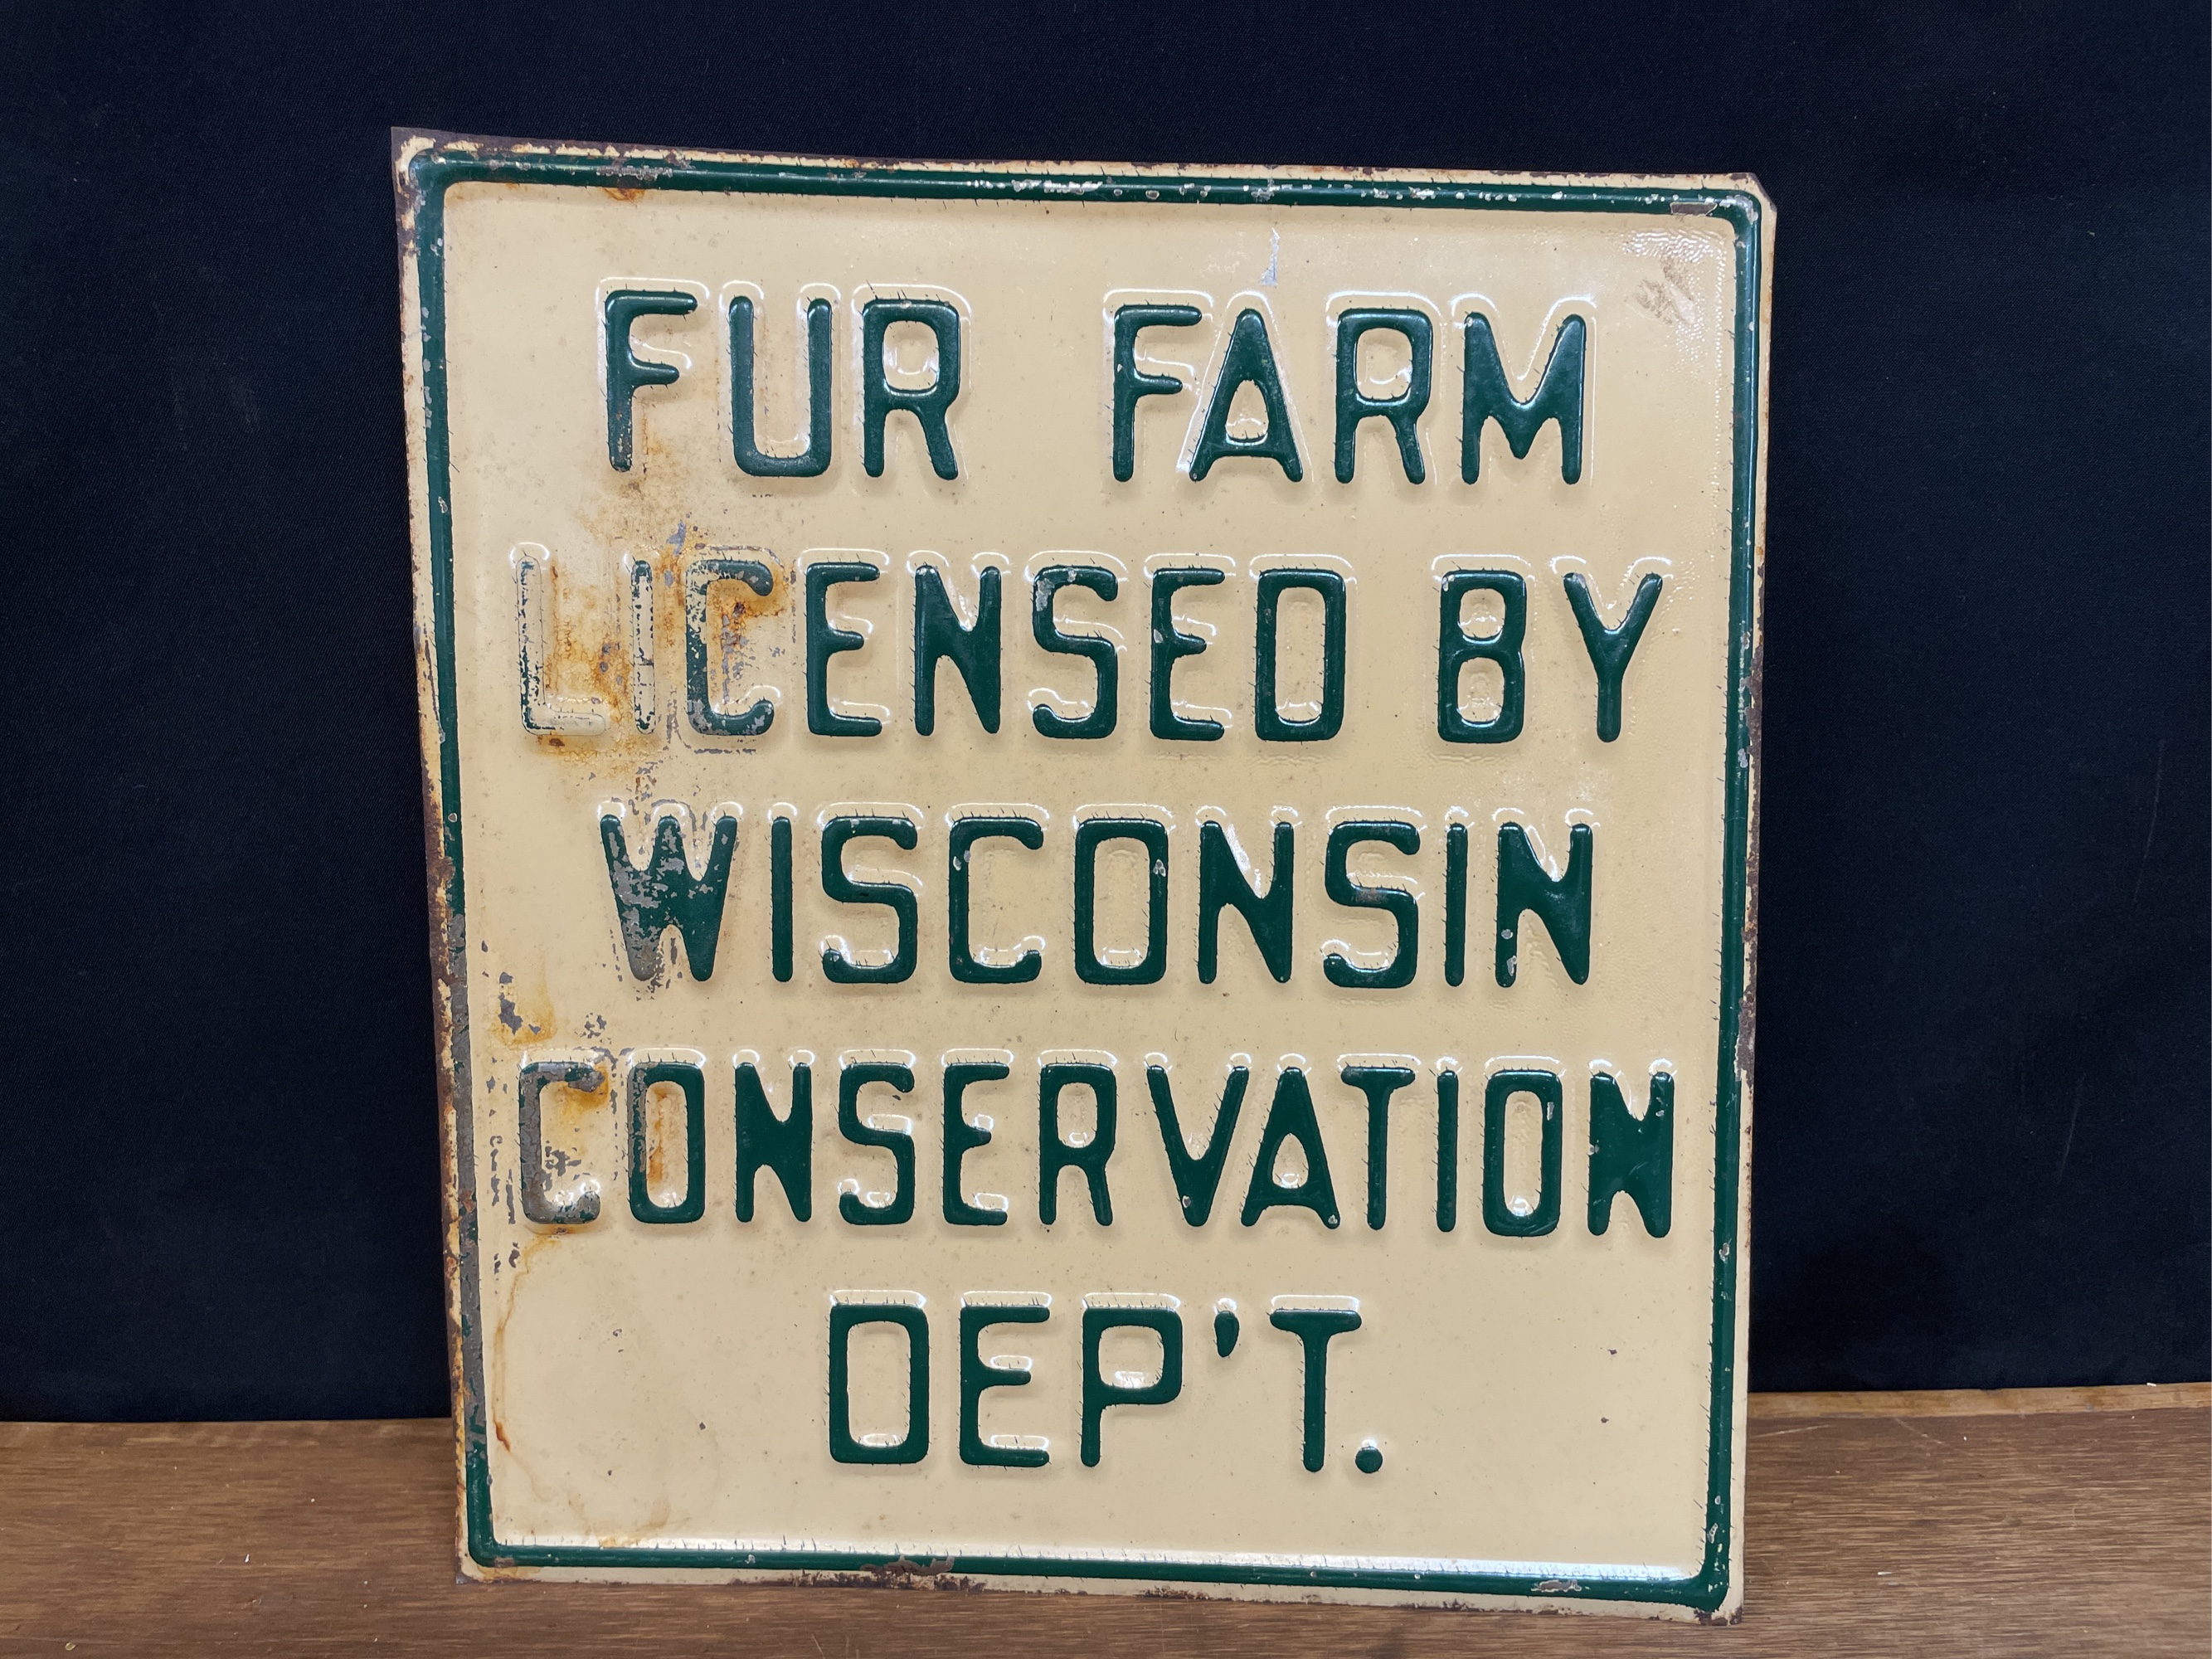 FUR FARM
LICENSED BY
WISCONSIN
CONSERVATION
DEP'T.